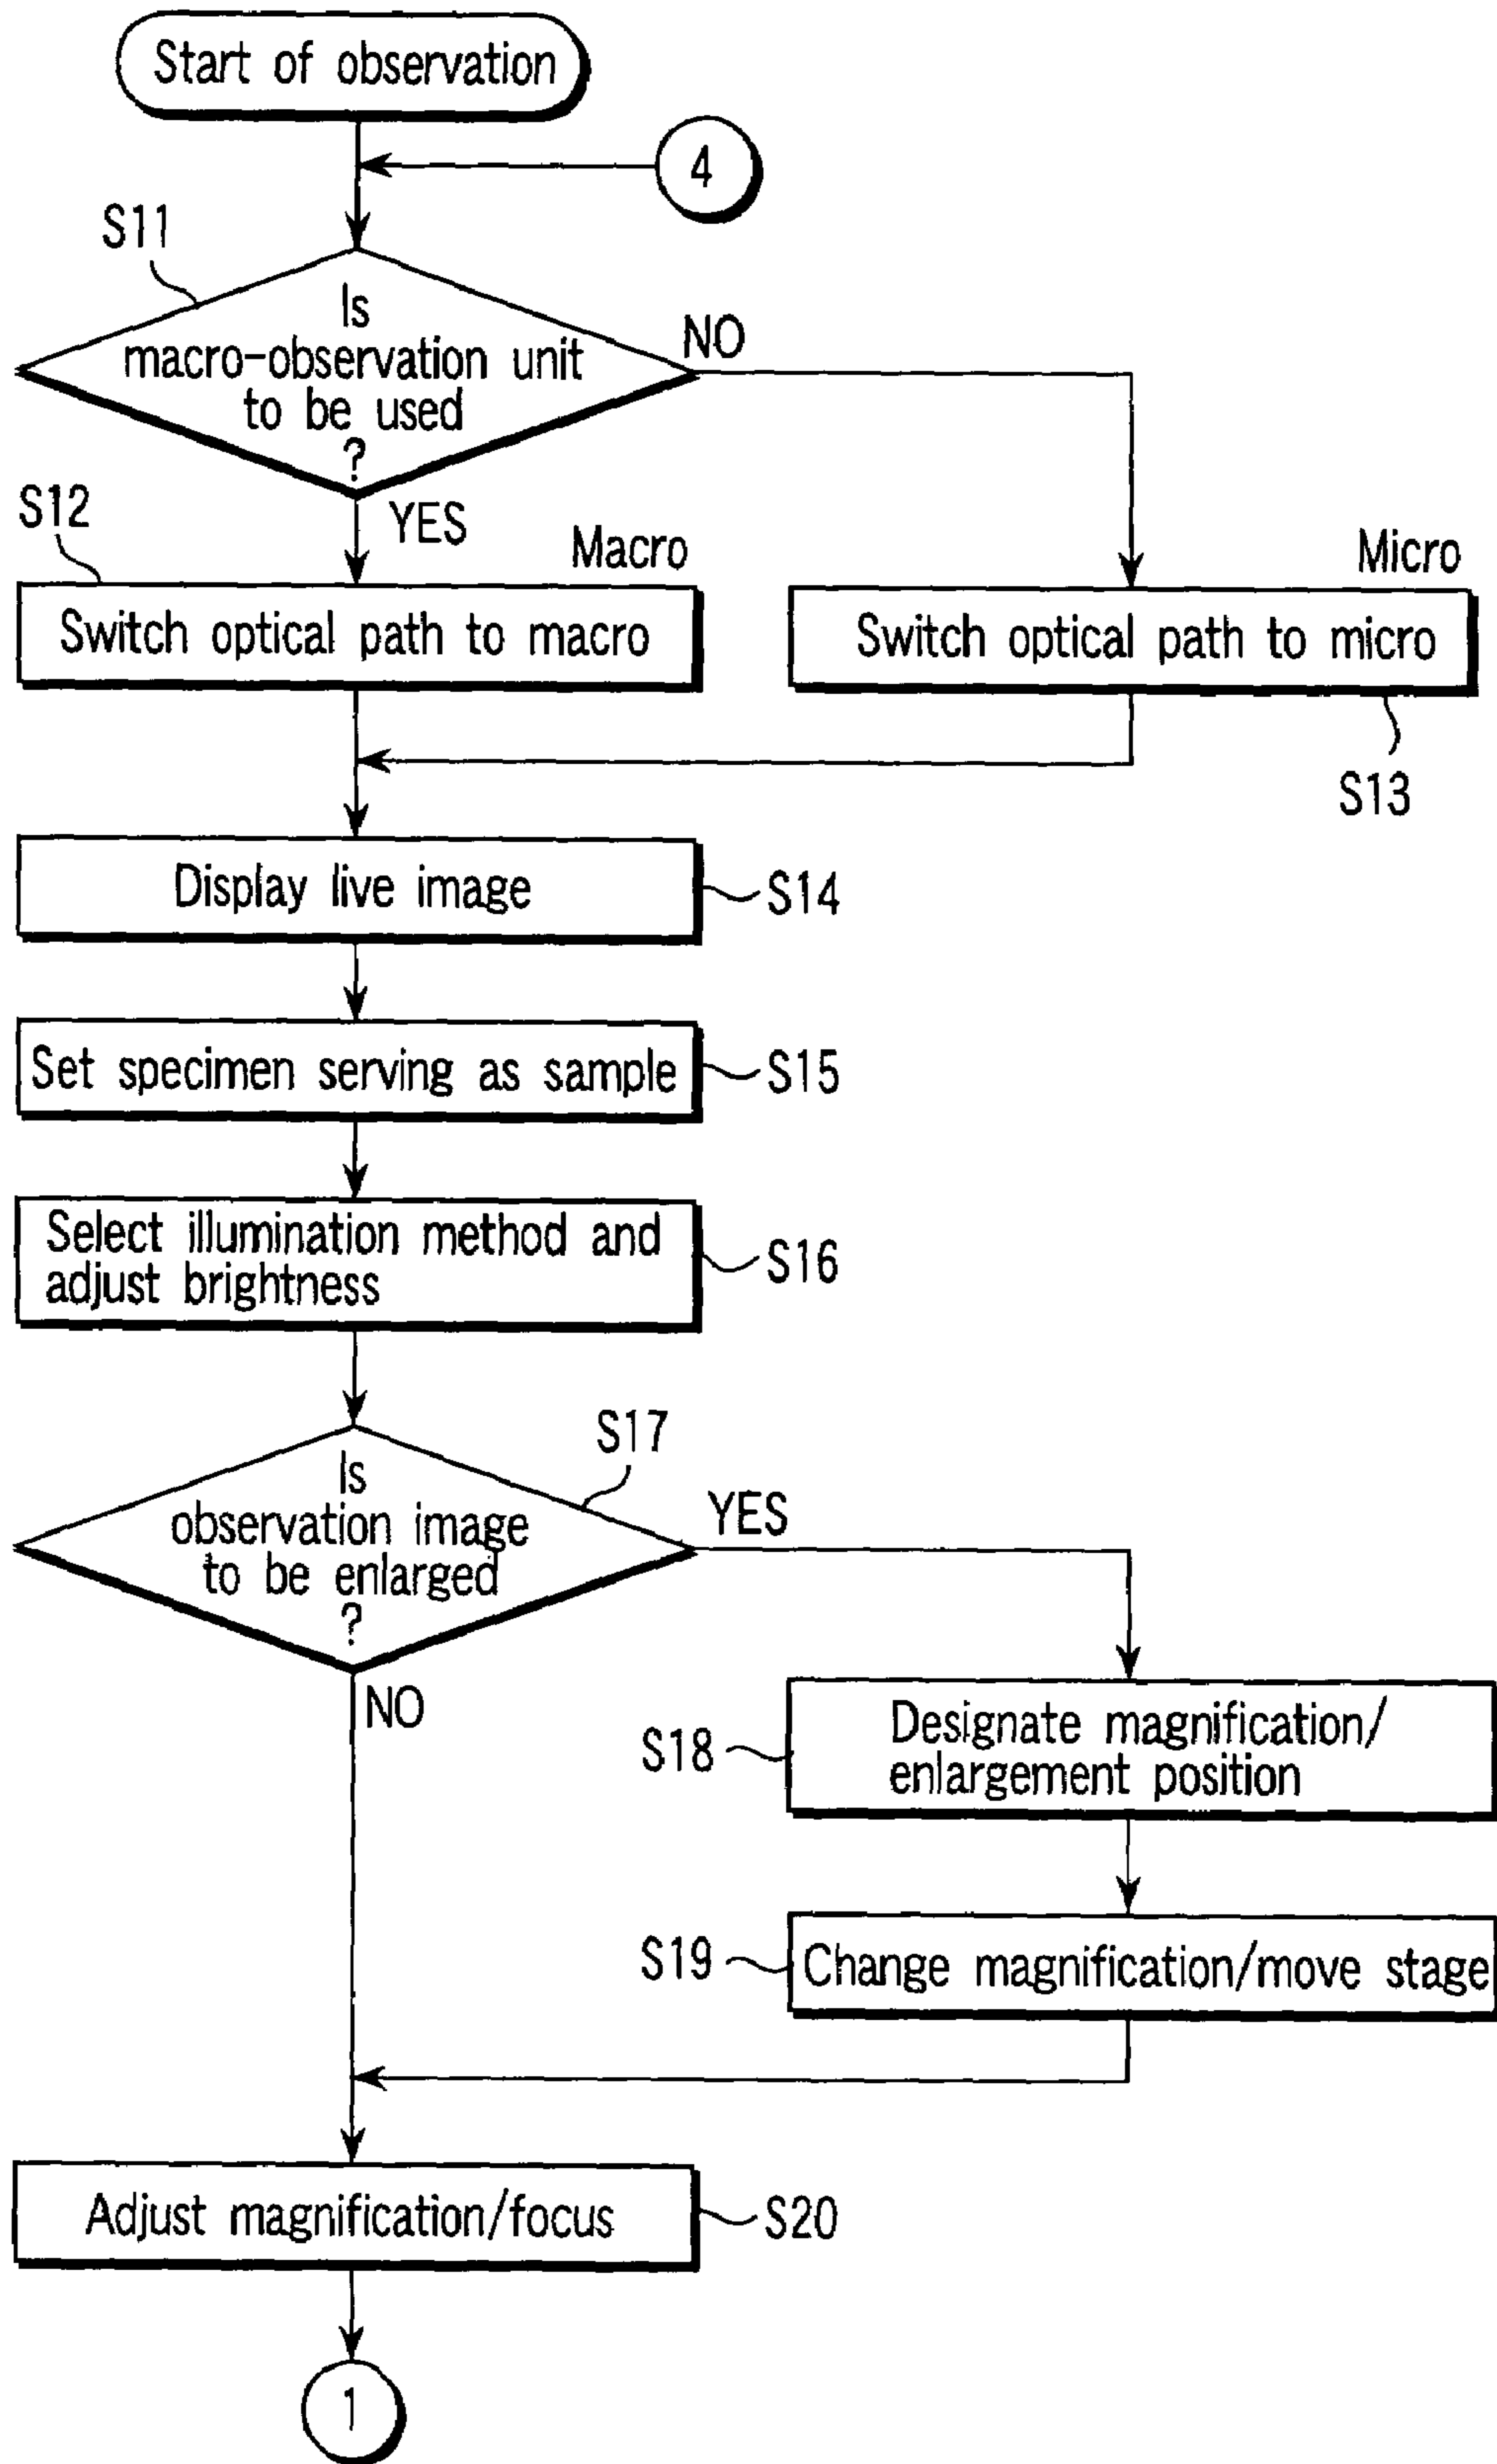 Start of observation
4
S11
Is
macro-observation unit
to be used
?
NO
YES
S12
Macro
Switch optical path to macro
Micro
Switch optical path to micro
S13
Display live image
S14
Set specimen serving as sample
S15
Select illumination method and
adjust brightness
S16
S17
Is
observation image
to be enlarged
?
YES
NO
S18
Designate magnification/
enlargement position
S19
Change magnification/move stage
Adjust magnification/focus
S20
1